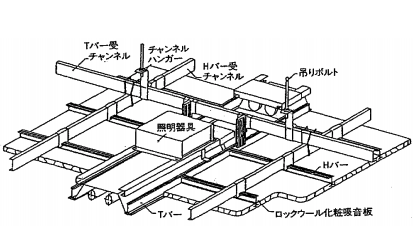 Tバー受
チャンネル
チャンネル
ハンガー
Hバー受
チャンネル
吊りボルト
照明器具
Hバー
Tバー
ロックウール化粧吸音板